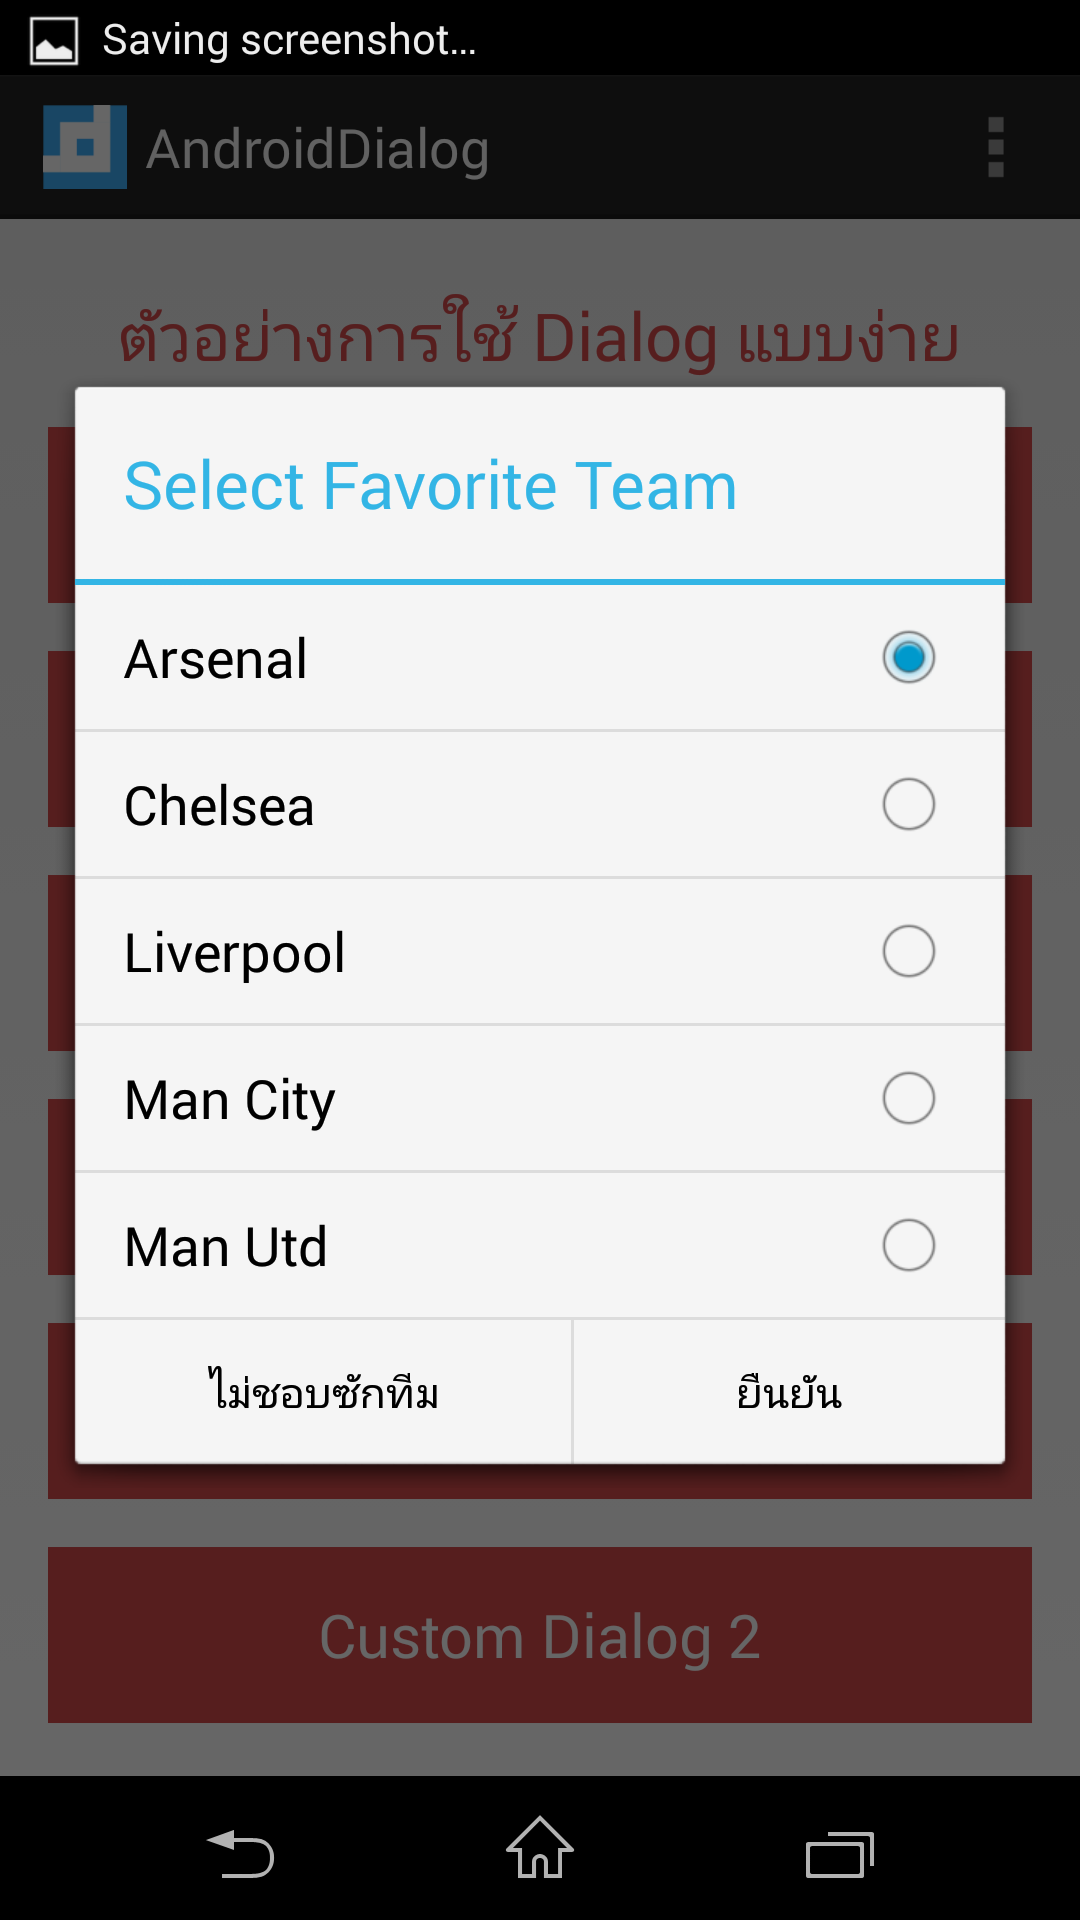 Saving screenshot...
AndroidDialog
ตัวอย่างการใช้ Dialog แบบง่าย
Select Favorite Team
Arsenal
Chelsea
Liverpool
Man City
Man Utd
ไม่ชอบซักทีม
ยืนยัน
Custom Dialog 2